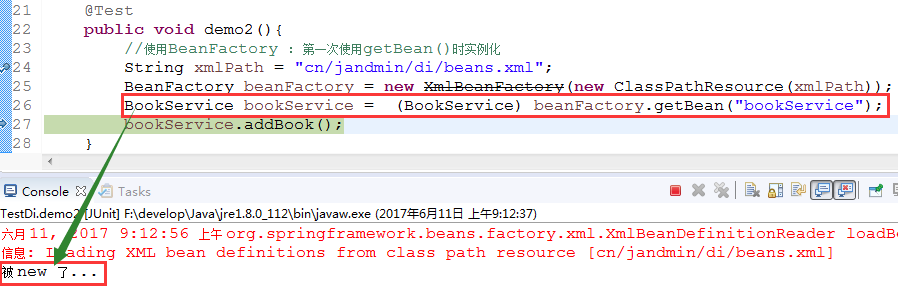 21 @Test
22 public void demo2(){
23 //使用BeanFactory : 第一次使用getBean()时实例化
24 String xmlPath = "cn/jandmin/di/beans.xml";
25 BeanFactory beanFactory = new XmlBeanFactory(new ClassPathResource(xmlPath));
26 BookService bookService = (BookService) beanFactory.getBean("bookService");
27 bookService.addBook();
28 }
Console Tasks
TestDi.demo2 [JUnit] F:\develop\Java\jre1.8.0_112\bin\javaw.exe (2017年6月11日 上午9:12:37)
六月 11, 2017 9:12:56 上午 org.springframework.beans.factory.xml.XmlBeanDefinitionReader loadBe
信息: Loading XML bean definitions from class path resource [cn/jandmin/di/beans.xml]
被new 了...